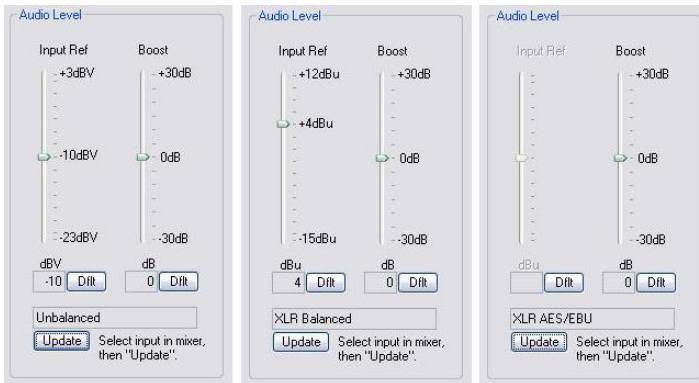 Audio Level
Input Ref Boost
+3dBV +30dB
-10dBV 0dB
-23dBV -30dB
dBV dB
-10 Dflt 0 Dflt
Unbalanced
Update Select input in mixer,
then "Update".
Audio Level
Input Ref Boost
+12dBu +30dB
+4dBu
0dB
-15dBu -30dB
dBu dB
4 Dflt 0 Dflt
XLR Balanced
Update Select input in mixer,
then "Update".
Audio Level
Input Ref Boost
+30dB
0dB
-30dB
dBu dB
Dflt 0 Dflt
XLR AES/EBU
Update Select input in mixer,
then "Update".